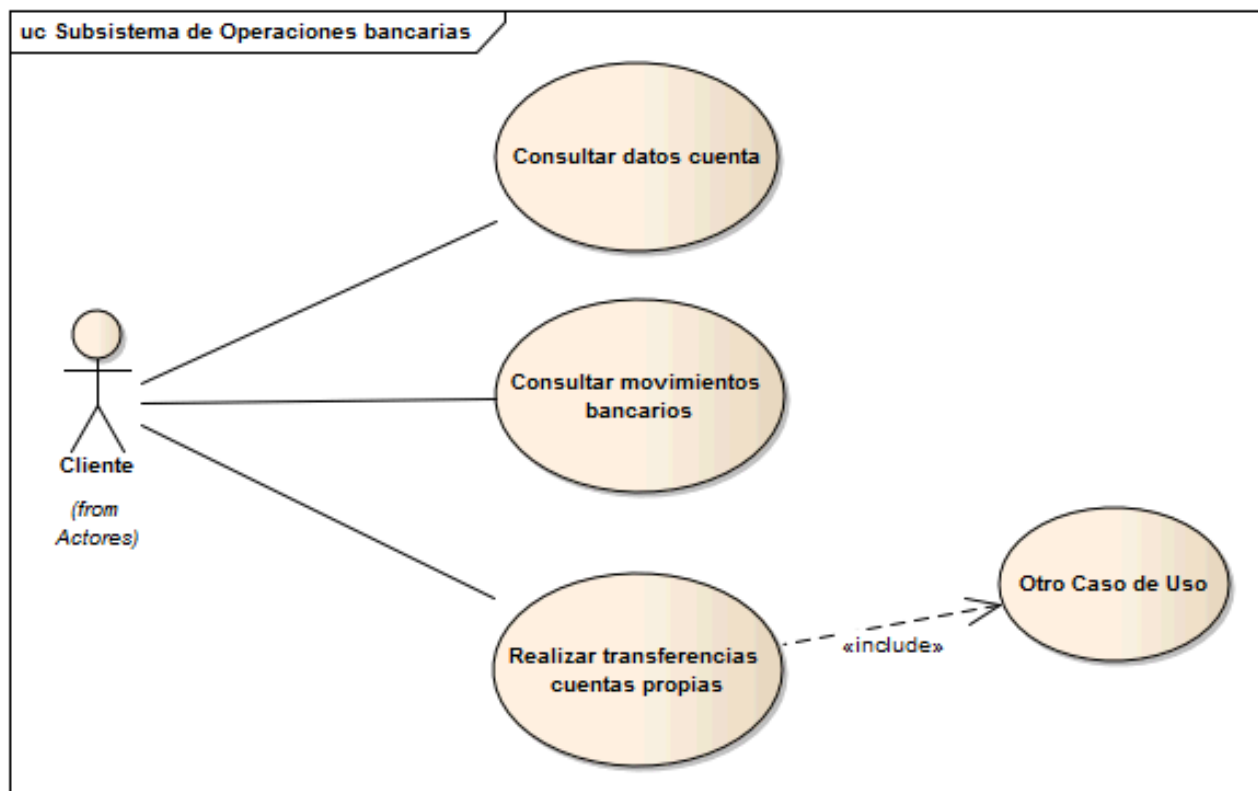 uc Subsistema de Operaciones bancarias
Consultar datos cuenta
Consultar movimientos
bancarios
Cliente
(from
Actores)
Otro Caso de Uso
«include»
Realizar transferencias
cuentas propias